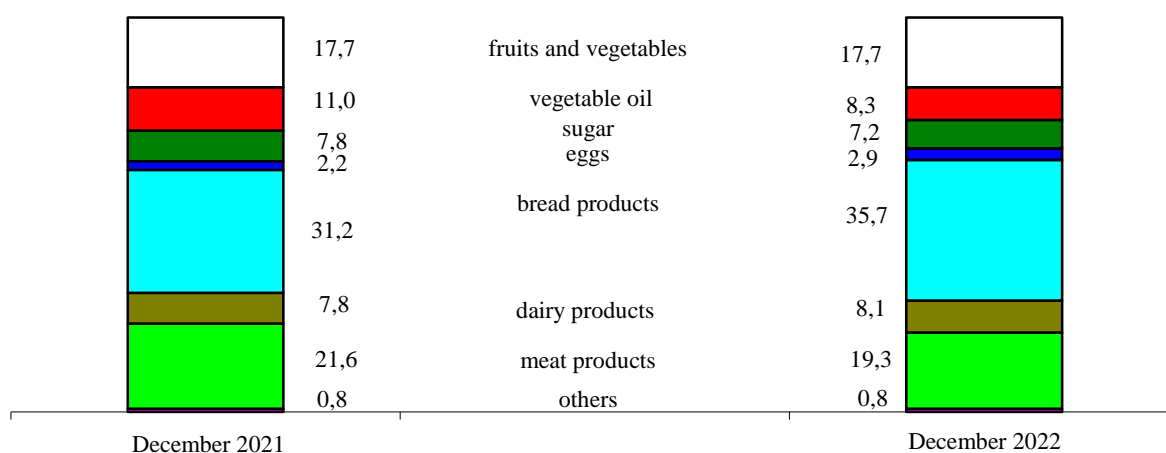 17,7 fruits and vegetables 17,7
11,0 vegetable oil 8,3
7,8 sugar 7,2
2,2 eggs 2,9
31,2 bread products 35,7
7,8 dairy products 8,1
21,6 meat products 19,3
0,8 others 0,8
December 2021 December 2022